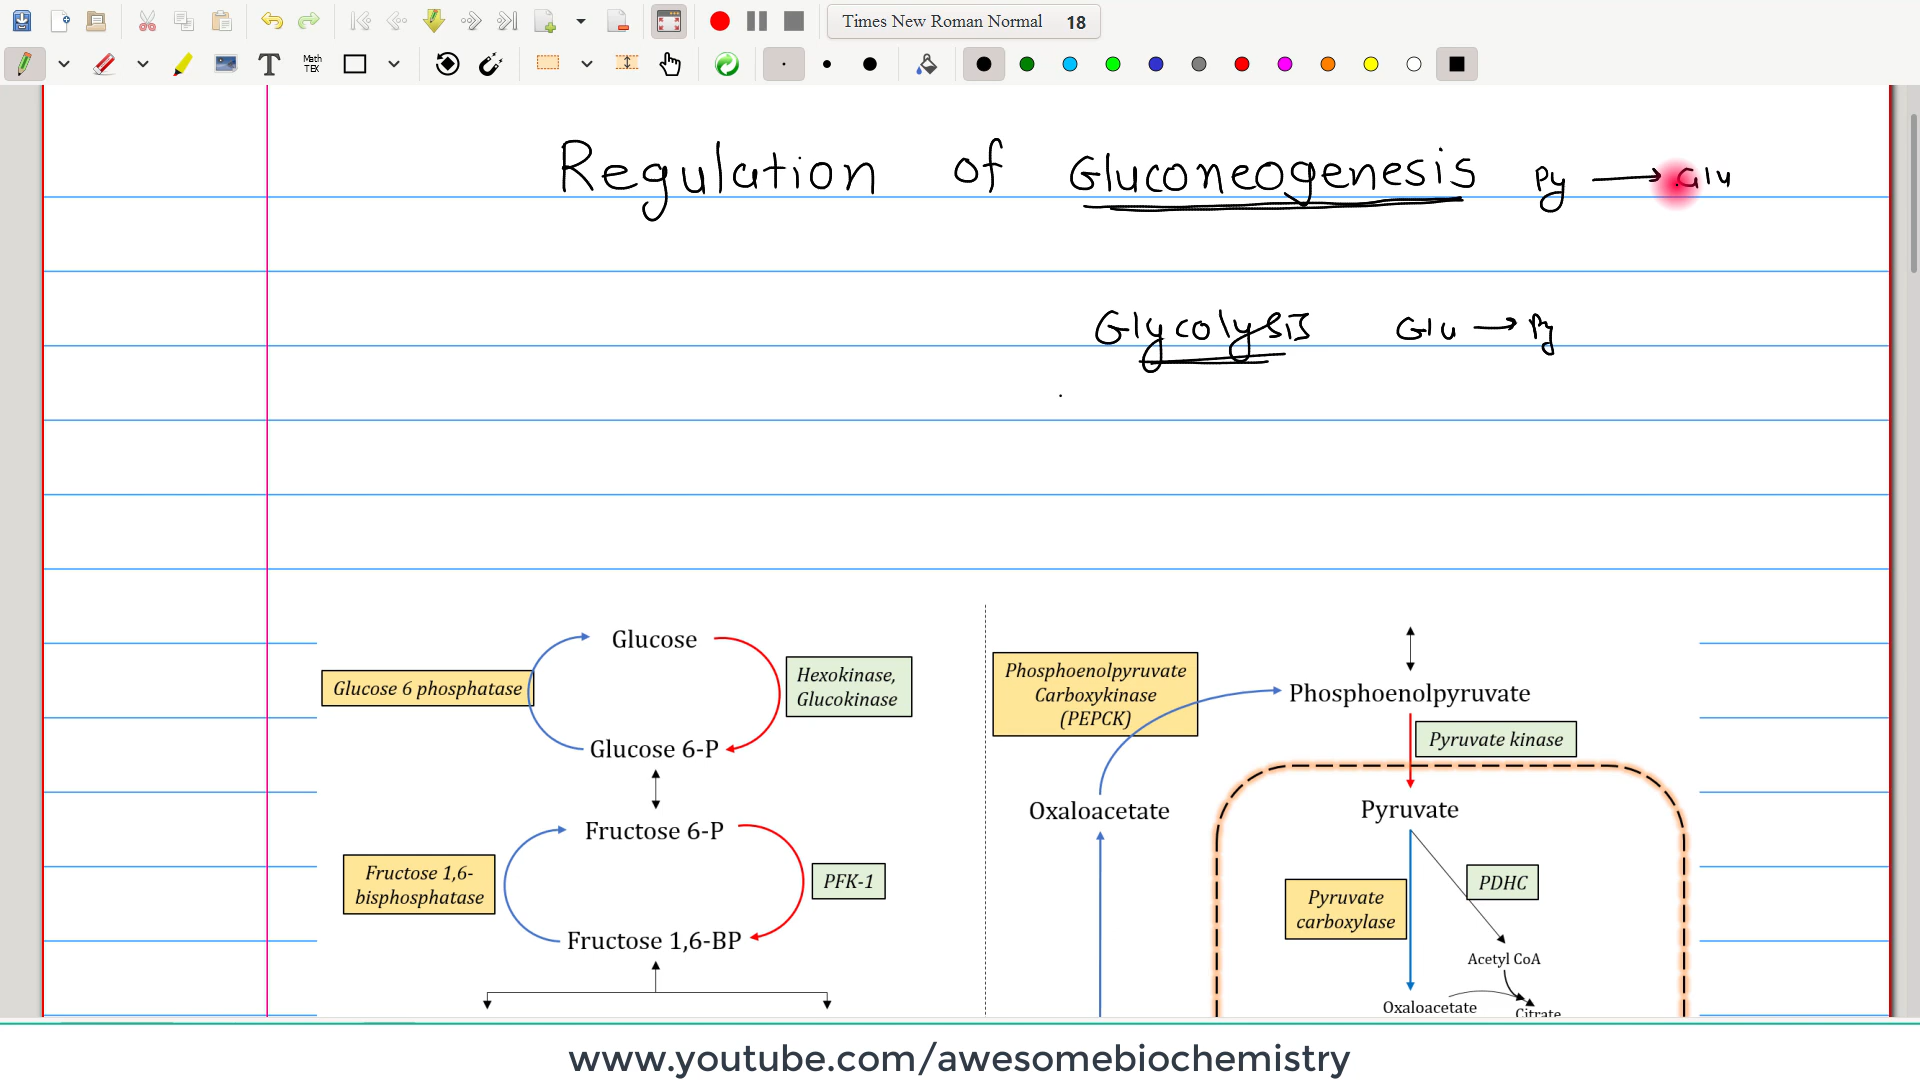 Times New Roman Normal 18
Math
TEX
T
Regulation of Gluconeogenesis Py → Glu
Glycolysis Glu → Py
Glucose
Glucose 6 phosphatase
Hexokinase,
Glucokinase
Glucose 6-P
Fructose 6-P
Fructose 1,6-
bisphosphatase
PFK-1
Fructose 1,6-BP
Phosphoenolpyruvate
Carboxykinase
(PEPCK)
Phosphoenolpyruvate
Pyruvate kinase
Oxaloacetate
Pyruvate
Pyruvate
carboxylase
PDHC
Acetyl CoA
Oxaloacetate
Citrate
www.youtube.com/awesomebiochemistry